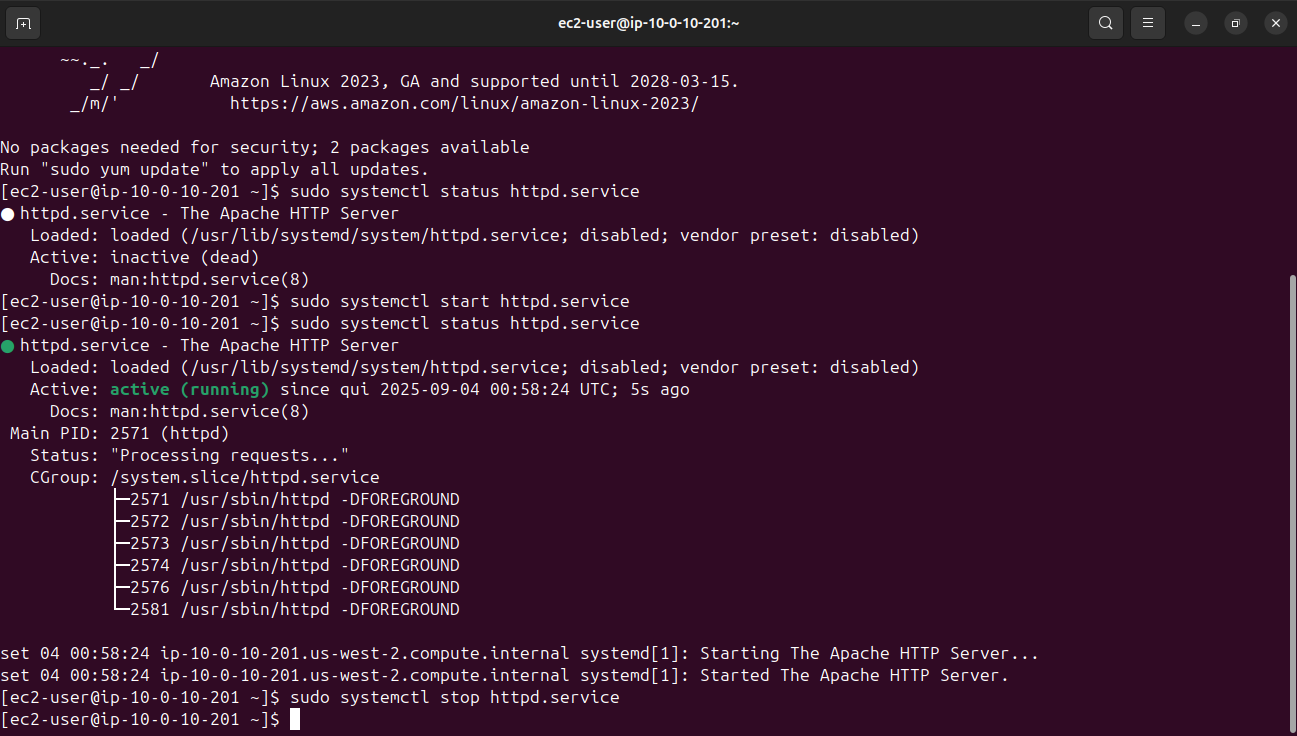 ec2-user@ip-10-0-10-201:~
~~._.   _/
_/ _/       Amazon Linux 2023, GA and supported until 2028-03-15.
_/m/'           https://aws.amazon.com/linux/amazon-linux-2023/
No packages needed for security; 2 packages available
Run "sudo yum update" to apply all updates.
[ec2-user@ip-10-0-10-201 ~]$ sudo systemctl status httpd.service
● httpd.service - The Apache HTTP Server
Loaded: loaded (/usr/lib/systemd/system/httpd.service; disabled; vendor preset: disabled)
Active: inactive (dead)
Docs: man:httpd.service(8)
[ec2-user@ip-10-0-10-201 ~]$ sudo systemctl start httpd.service
[ec2-user@ip-10-0-10-201 ~]$ sudo systemctl status httpd.service
● httpd.service - The Apache HTTP Server
Loaded: loaded (/usr/lib/systemd/system/httpd.service; disabled; vendor preset: disabled)
Active: active (running) since qui 2025-09-04 00:58:24 UTC; 5s ago
Docs: man:httpd.service(8)
Main PID: 2571 (httpd)
Status: "Processing requests..."
CGroup: /system.slice/httpd.service
├─2571 /usr/sbin/httpd -DFOREGROUND
├─2572 /usr/sbin/httpd -DFOREGROUND
├─2573 /usr/sbin/httpd -DFOREGROUND
├─2574 /usr/sbin/httpd -DFOREGROUND
├─2576 /usr/sbin/httpd -DFOREGROUND
└─2581 /usr/sbin/httpd -DFOREGROUND
set 04 00:58:24 ip-10-0-10-201.us-west-2.compute.internal systemd[1]: Starting The Apache HTTP Server...
set 04 00:58:24 ip-10-0-10-201.us-west-2.compute.internal systemd[1]: Started The Apache HTTP Server.
[ec2-user@ip-10-0-10-201 ~]$ sudo systemctl stop httpd.service
[ec2-user@ip-10-0-10-201 ~]$